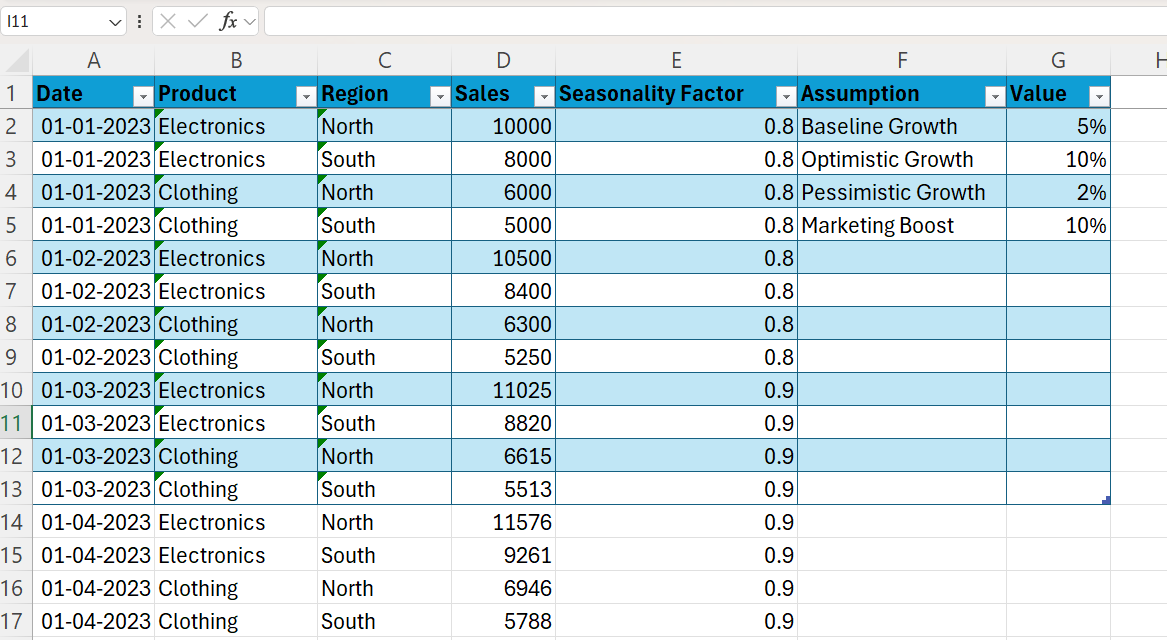 I11 fx
A B C D E F G H
1 Date Product Region Sales Seasonality Factor Assumption Value
2 01-01-2023 Electronics North 10000 0.8 Baseline Growth 5%
3 01-01-2023 Electronics South 8000 0.8 Optimistic Growth 10%
4 01-01-2023 Clothing North 6000 0.8 Pessimistic Growth 2%
5 01-01-2023 Clothing South 5000 0.8 Marketing Boost 10%
6 01-02-2023 Electronics North 10500 0.8
7 01-02-2023 Electronics South 8400 0.8
8 01-02-2023 Clothing North 6300 0.8
9 01-02-2023 Clothing South 5250 0.8
10 01-03-2023 Electronics North 11025 0.9
11 01-03-2023 Electronics South 8820 0.9
12 01-03-2023 Clothing North 6615 0.9
13 01-03-2023 Clothing South 5513 0.9
14 01-04-2023 Electronics North 11576 0.9
15 01-04-2023 Electronics South 9261 0.9
16 01-04-2023 Clothing North 6946 0.9
17 01-04-2023 Clothing South 5788 0.9